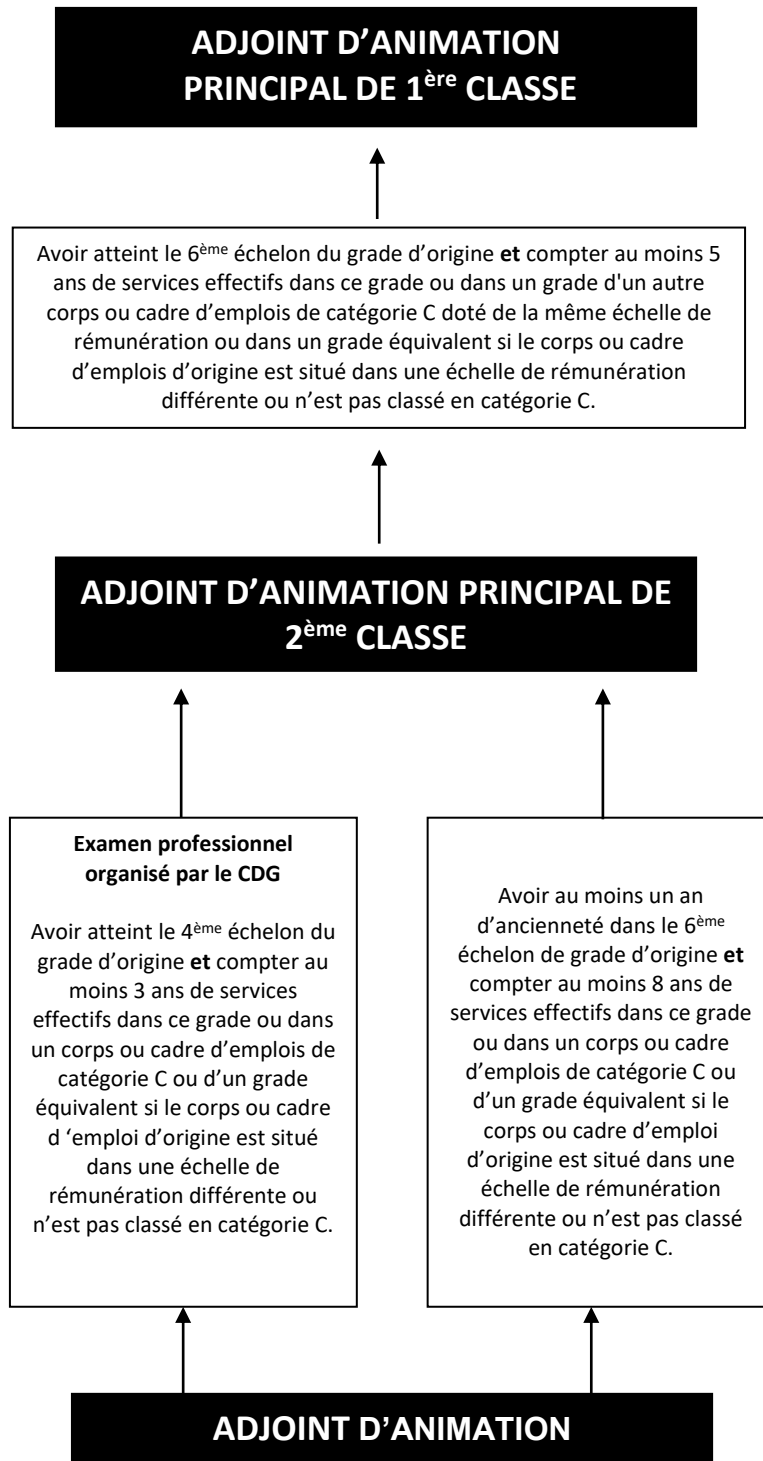 ADJOINT D’ANIMATION
PRINCIPAL DE 1ère CLASSE
Avoir atteint le 6ème échelon du grade d’origine et compter au moins 5
ans de services effectifs dans ce grade ou dans un grade d'un autre
corps ou cadre d’emplois de catégorie C doté de la même échelle de
rémunération ou dans un grade équivalent si le corps ou cadre
d’emplois d’origine est situé dans une échelle de rémunération
différente ou n’est pas classé en catégorie C.
ADJOINT D’ANIMATION PRINCIPAL DE
2ème CLASSE
Examen professionnel
organisé par le CDG
Avoir atteint le 4ème échelon du
grade d’origine et compter au
moins 3 ans de services
effectifs dans ce grade ou dans
un corps ou cadre d’emplois de
catégorie C ou d’un grade
équivalent si le corps ou cadre
d ‘emploi d’origine est situé
dans une échelle de
rémunération différente ou
n’est pas classé en catégorie C.
Avoir au moins un an
d’ancienneté dans le 6ème
échelon de grade d’origine et
compter au moins 8 ans de
services effectifs dans ce grade
ou dans un corps ou cadre
d’emplois de catégorie C ou
d’un grade équivalent si le
corps ou cadre d’emploi
d’origine est situé dans une
échelle de rémunération
différente ou n’est pas classé
en catégorie C.
ADJOINT D’ANIMATION